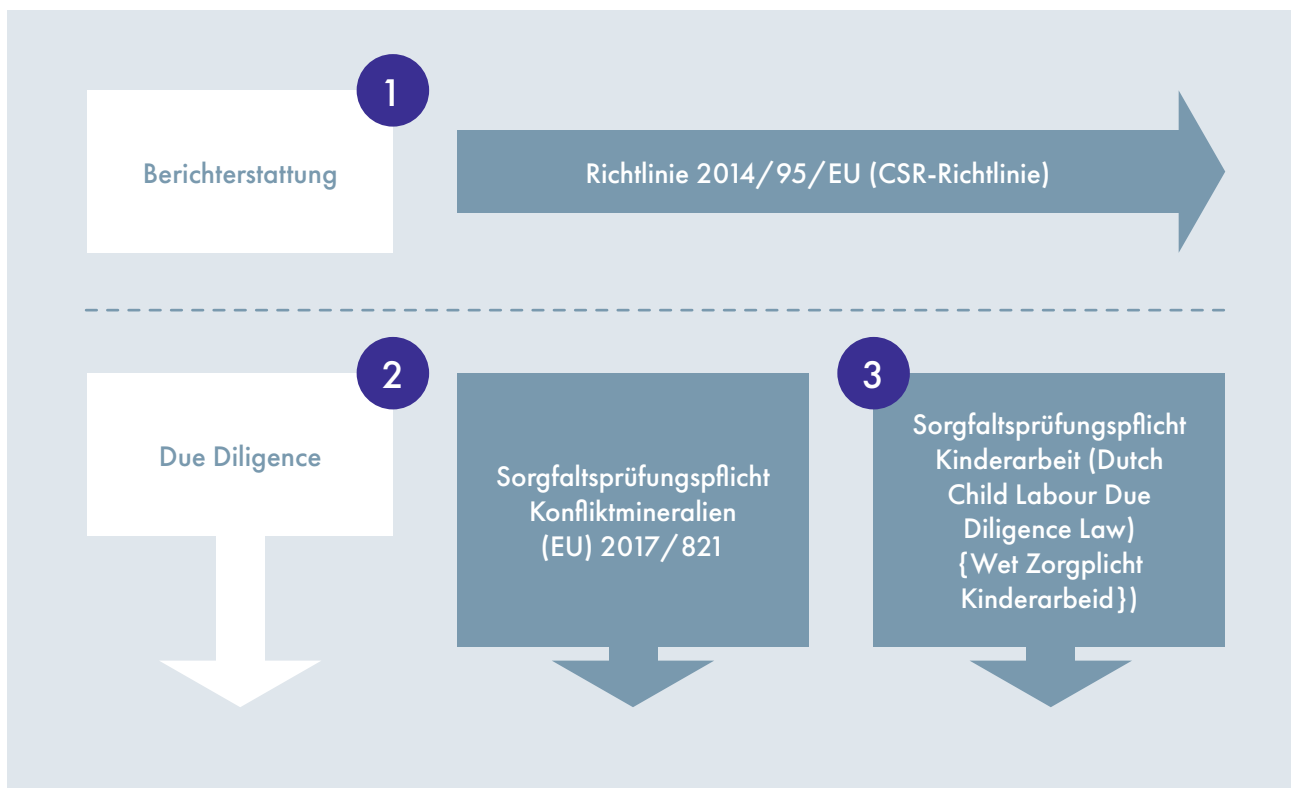 1
Berichterstattung
Richtlinie 2014/95/EU (CSR-Richtlinie)
2
Due Diligence
Sorgfaltsprüfungspflicht
Konfliktmineralien
(EU) 2017/821
3
Sorgfaltsprüfungspflicht
Kinderarbeit (Dutch
Child Labour Due
Diligence Law)
{Wet Zorgplicht
Kinderarbeid})